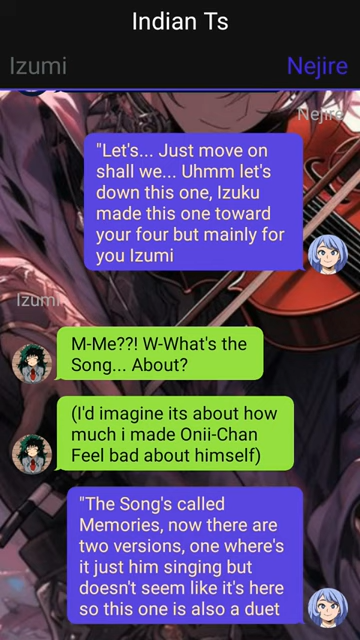 Indian Ts
Izumi
Nejire
Nejire
"Let's... Just move on
shall we... Uhmm let's
down this one, Izuku
made this one toward
your four but mainly for
you Izumi
Izumi
M-Me??! W-What's the
Song... About?
(I'd imagine its about how
much i made Onii-Chan
Feel bad about himself)
"The Song's called
Memories, now there are
two versions, one where's
it just him singing but
doesn't seem like it's here
so this one is also a duet